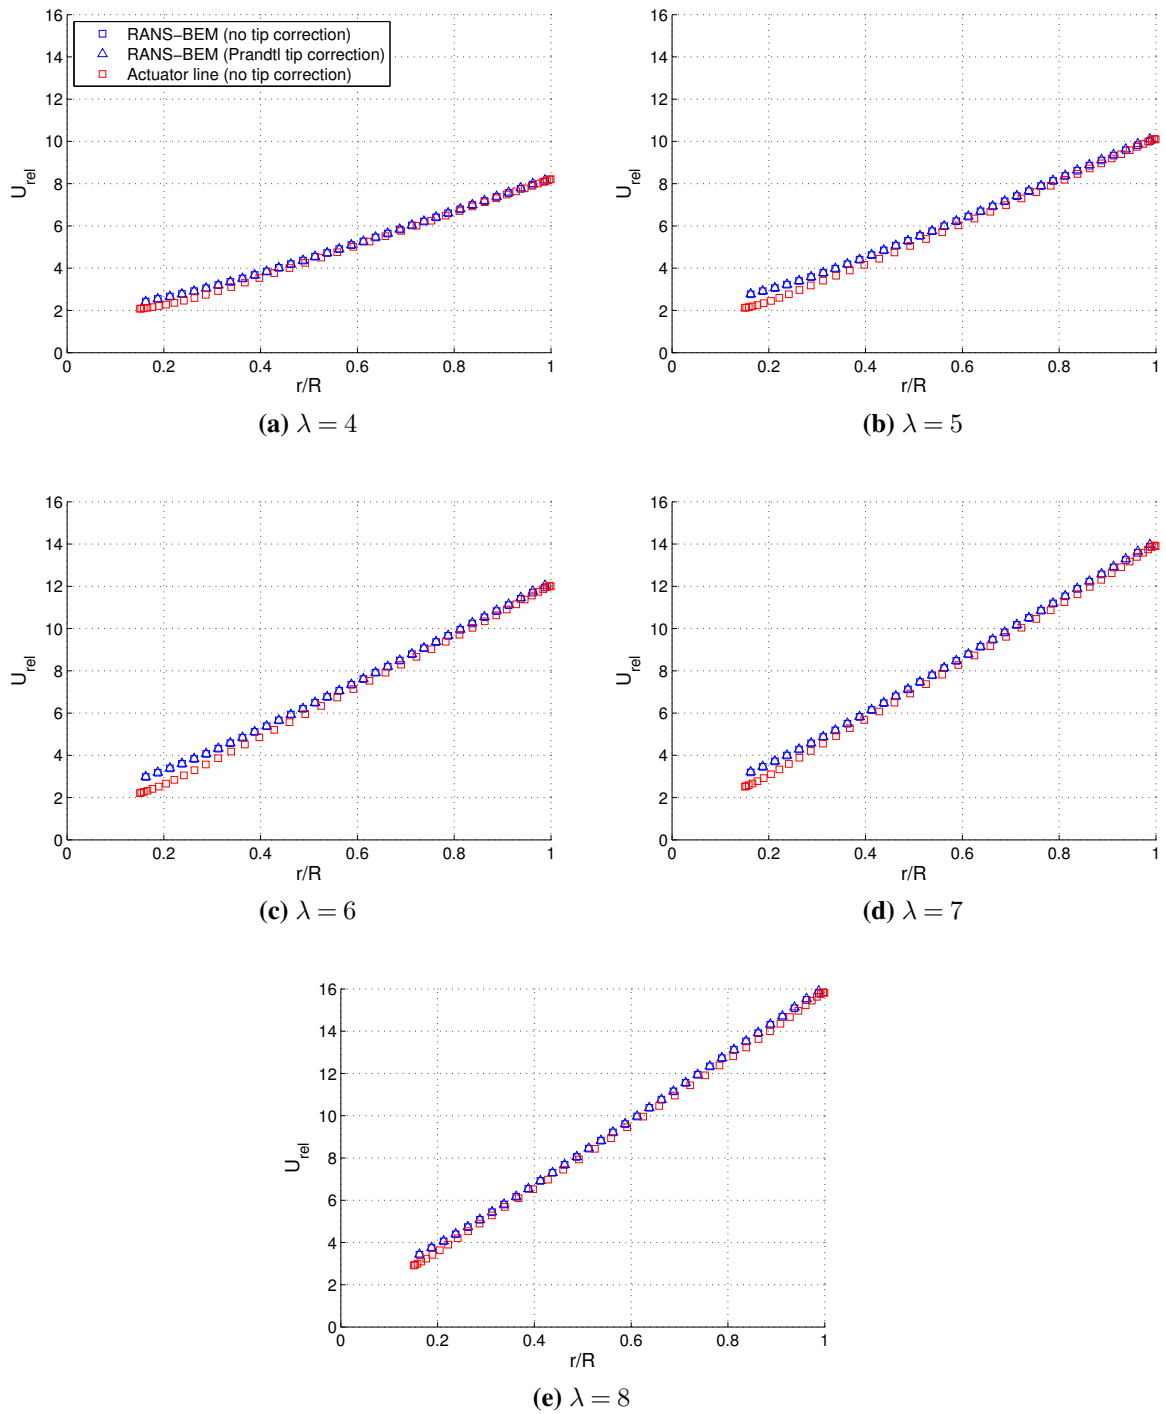 16
14
12
10
8
6
4
2
0
U_rel
RANS−BEM (no tip correction)
RANS−BEM (Prandtl tip correction)
Actuator line (no tip correction)
0 0.2 0.4 0.6 0.8 1
r/R
(a) λ = 4
16
14
12
10
8
6
4
2
0
U_rel
0 0.2 0.4 0.6 0.8 1
r/R
(b) λ = 5
16
14
12
10
8
6
4
2
0
U_rel
0 0.2 0.4 0.6 0.8 1
r/R
(c) λ = 6
16
14
12
10
8
6
4
2
0
U_rel
0 0.2 0.4 0.6 0.8 1
r/R
(d) λ = 7
16
14
12
10
8
6
4
2
0
U_rel
0 0.2 0.4 0.6 0.8 1
r/R
(e) λ = 8